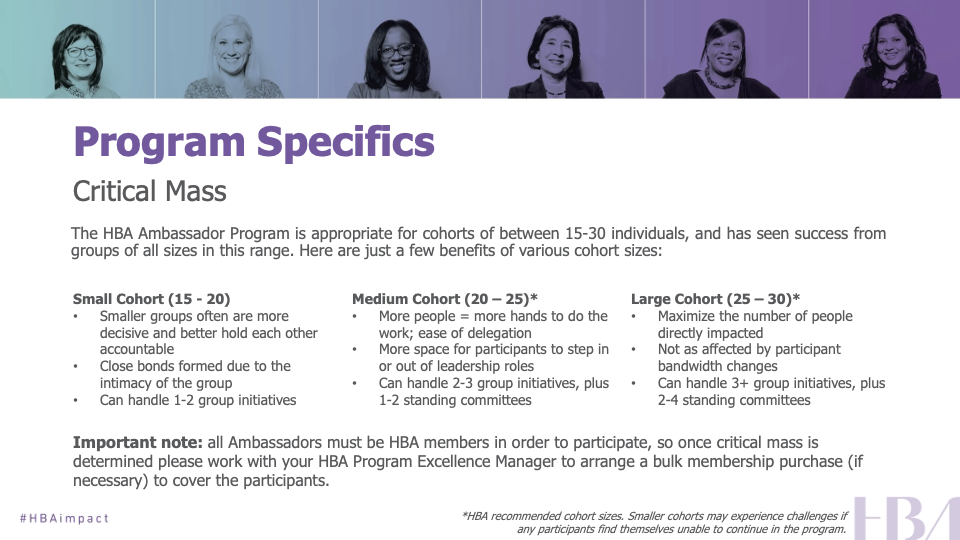 Program Specifics
Critical Mass
The HBA Ambassador Program is appropriate for cohorts of between 15-30 individuals, and has seen success from
groups of all sizes in this range. Here are just a few benefits of various cohort sizes:
Small Cohort (15 - 20)
• Smaller groups often are more
decisive and better hold each other
accountable
• Close bonds formed due to the
intimacy of the group
• Can handle 1-2 group initiatives
Medium Cohort (20 – 25)*
• More people = more hands to do the
work; ease of delegation
• More space for participants to step in
or out of leadership roles
• Can handle 2-3 group initiatives, plus
1-2 standing committees
Large Cohort (25 – 30)*
• Maximize the number of people
directly impacted
• Not as affected by participant
bandwidth changes
• Can handle 3+ group initiatives, plus
2-4 standing committees
Important note: all Ambassadors must be HBA members in order to participate, so once critical mass is
determined please work with your HBA Program Excellence Manager to arrange a bulk membership purchase (if
necessary) to cover the participants.
#HBAimpact
*HBA recommended cohort sizes. Smaller cohorts may experience challenges if
any participants find themselves unable to continue in the program.
HBA